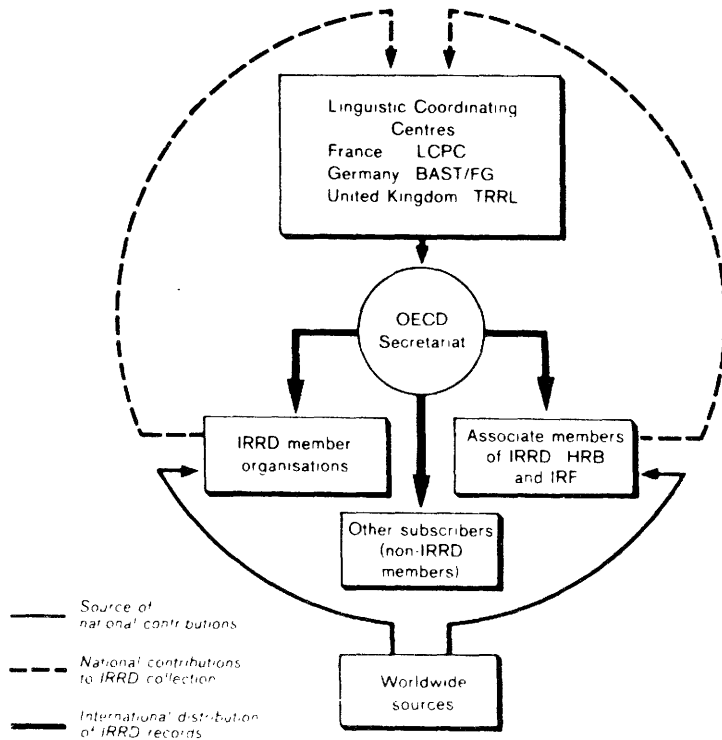 Linguistic Coordinating
Centres
France LCPC
Germany BAST/FG
United Kingdom TRRL
OECD
Secretariat
IRRD member
organisations
Associate members
of IRRD HRB
and IRF
Other subscribers
(non-IRRD
members)
Worldwide
sources
Source of
national contributions
National contributions
to IRRD collection
International distribution
of IRRD records